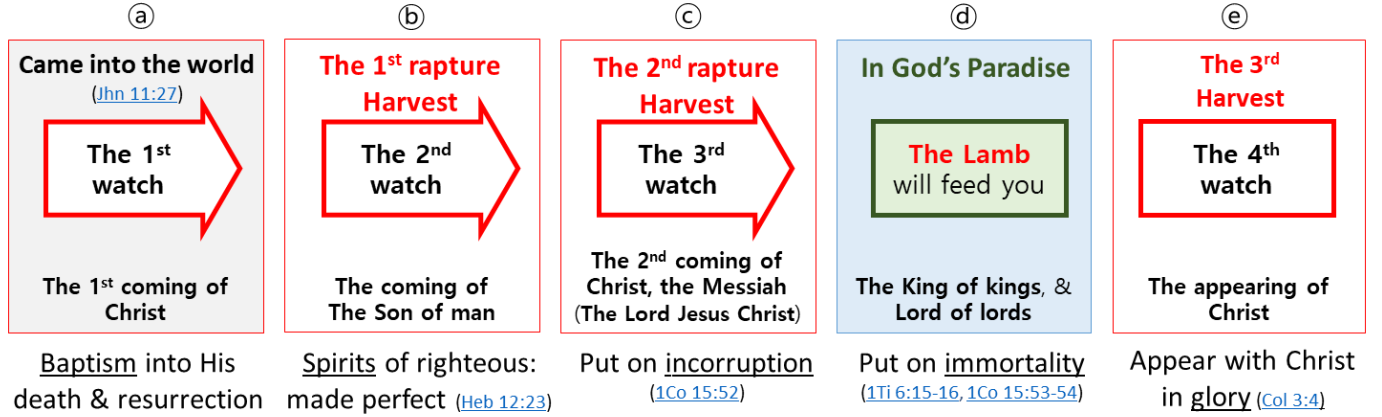 ⓐ
Came into the world
(Jhn 11:27)
The 1st
watch
The 1st coming of
Christ
Baptism into His
death & resurrection
ⓑ
The 1st rapture
Harvest
The 2nd
watch
The coming of
The Son of man
Spirits of righteous:
made perfect (Heb 12:23)
ⓒ
The 2nd rapture
Harvest
The 3rd
watch
The 2nd coming of
Christ, the Messiah
(The Lord Jesus Christ)
Put on incorruption
(1Co 15:52)
ⓓ
In God's Paradise
The Lamb
will feed you
The King of kings, &
Lord of lords
Put on immortality
(1Ti 6:15-16, 1Co 15:53-54)
ⓔ
The 3rd
Harvest
The 4th
watch
The appearing of
Christ
Appear with Christ
in glory (Col 3:4)